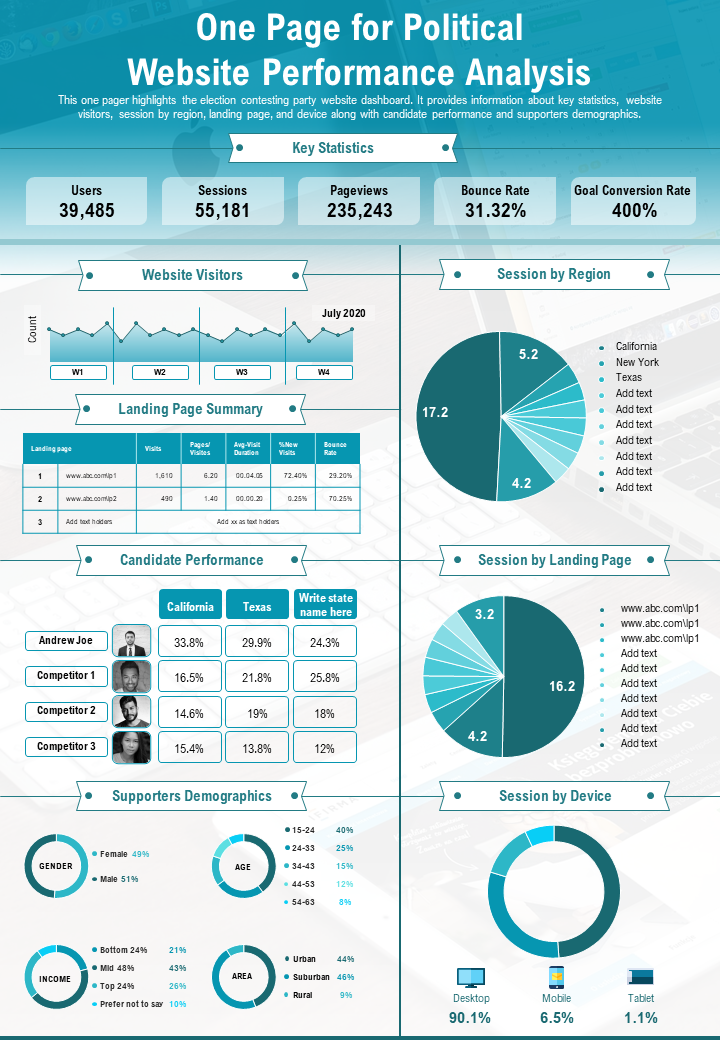 One Page for Political
Website Performance Analysis
This one pager highlights the election contesting party website dashboard. It provides information about key statistics, website
visitors, session by region, landing page, and device along with candidate performance and supporters demographics.
Key Statistics
Users
39,485
Sessions
55,181
Pageviews
235,243
Bounce Rate
31.32%
Goal Conversion Rate
400%
Website Visitors
Count
July 2020
W1
W2
W3
W4
Landing Page Summary
Landing page
Visits
Pages/
Visites
Avg-Visit
Duration
%New
Visits
Bounce
Rate
1
www.abc.com\lp1
1,610
6.20
00.04.05
72.40%
29.20%
2
www.abc.com\lp2
490
1.40
00.00.20
0.25%
70.25%
3
Add text holders
Add xx as text holders
Candidate Performance
California
Texas
Write state
name here
Andrew Joe
33.8%
29.9%
24.3%
Competitor 1
16.5%
21.8%
25.8%
Competitor 2
14.6%
19%
18%
Competitor 3
15.4%
13.8%
12%
Supporters Demographics
GENDER
Female 49%
Male 51%
AGE
15-24 40%
24-33 25%
34-43 15%
44-53 12%
54-63 8%
INCOME
Bottom 24% 21%
Mid 48% 43%
Top 24% 26%
Prefer not to say 10%
AREA
Urban 44%
Suburban 46%
Rural 9%
Session by Region
5.2
17.2
4.2
California
New York
Texas
Add text
Add text
Add text
Add text
Add text
Add text
Add text
Session by Landing Page
3.2
16.2
4.2
www.abc.com\lp1
www.abc.com\lp1
www.abc.com\lp1
Add text
Add text
Add text
Add text
Add text
Add text
Add text
Session by Device
Desktop
90.1%
Mobile
6.5%
Tablet
1.1%